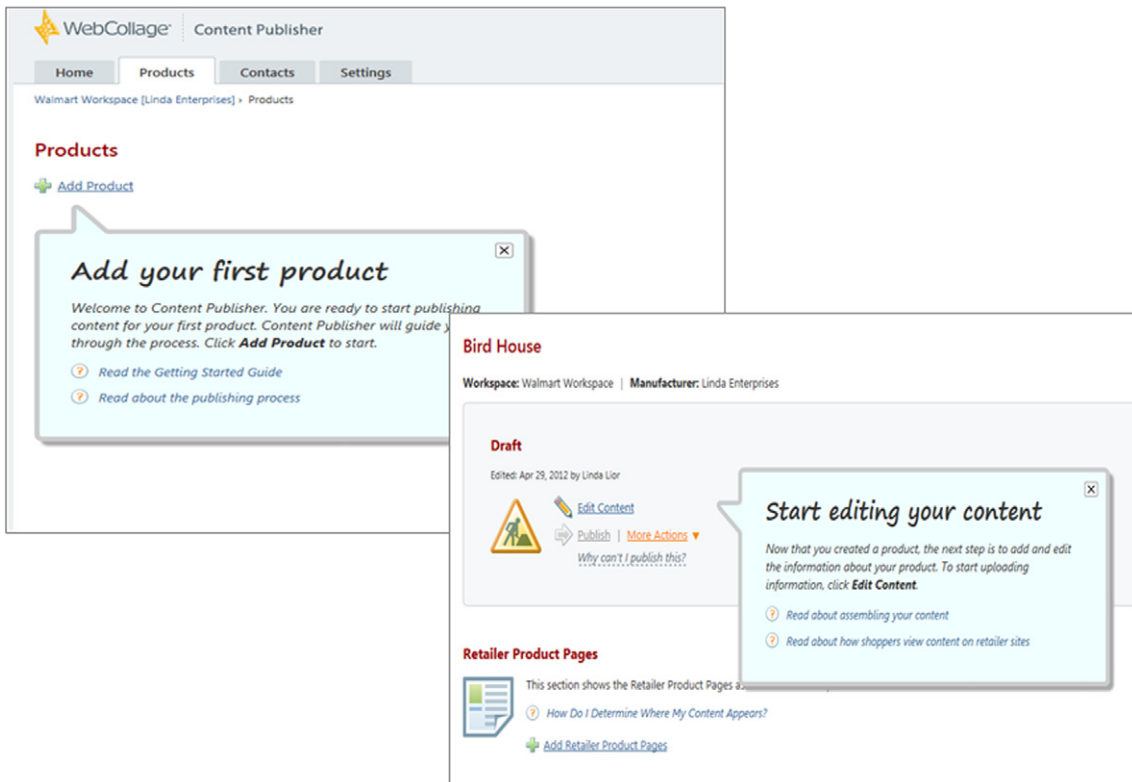 WebCollage Content Publisher
Home Products Contacts Settings
Walmart Workspace [Linda Enterprises] › Products
Products
Add Product
Add your first product
Welcome to Content Publisher. You are ready to start publishing
content for your first product. Content Publisher will guide
through the process. Click Add Product to start.
Read the Getting Started Guide
Read about the publishing process
Bird House
Workspace: Walmart Workspace | Manufacturer: Linda Enterprises
Draft
Edited: Apr 29, 2012 by Linda Lior
Edit Content
Publish | More Actions ▼
Why can't I publish this?
Start editing your content
Now that you created a product, the next step is to add and edit
the information about your product. To start uploading
information, click Edit Content.
Read about assembling your content
Read about how shoppers view content on retailer sites
Retailer Product Pages
This section shows the Retailer Product Pages
How Do I Determine Where My Content Appears?
Add Retailer Product Pages